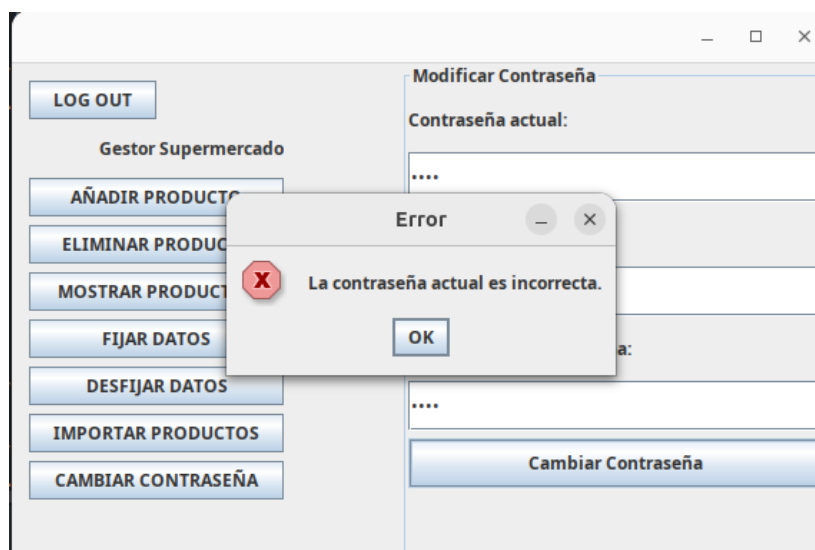 LOG OUT
Gestor Supermercado
AÑADIR PRODUCTO
ELIMINAR PRODUC
MOSTRAR PRODUCT
FIJAR DATOS
DESFIJAR DATOS
IMPORTAR PRODUCTOS
CAMBIAR CONTRASEÑA
Modificar Contraseña
Contraseña actual:
••••
Error
La contraseña actual es incorrecta.
OK
a:
••••
Cambiar Contraseña